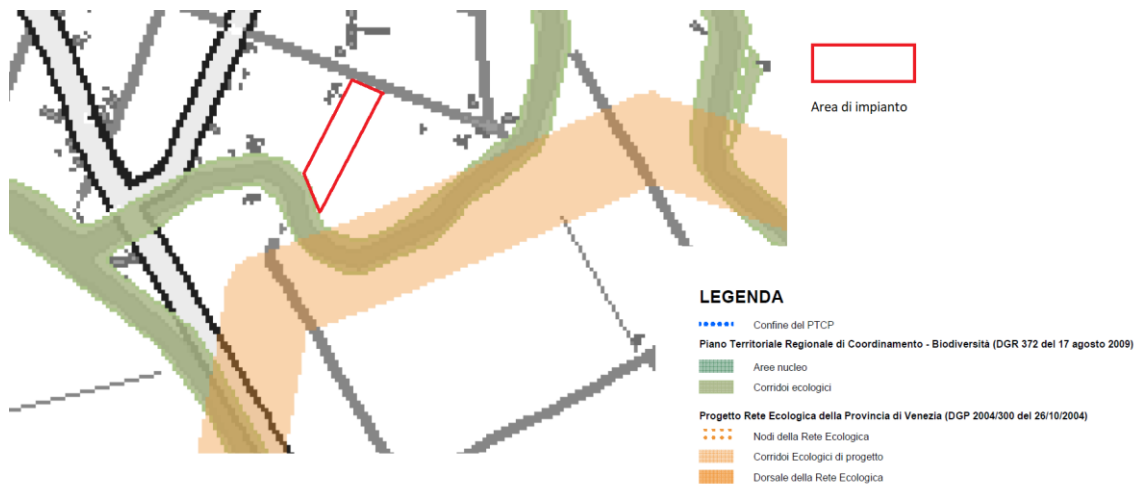 Area di impianto
LEGENDA
Confine del PTCP
Piano Territoriale Regionale di Coordinamento - Biodiversità (DGR 372 del 17 agosto 2009)
Aree nucleo
Corridoi ecologici
Progetto Rete Ecologica della Provincia di Venezia (DGP 2004/300 del 26/10/2004)
Nodi della Rete Ecologica
Corridoi Ecologici di progetto
Dorsale della Rete Ecologica